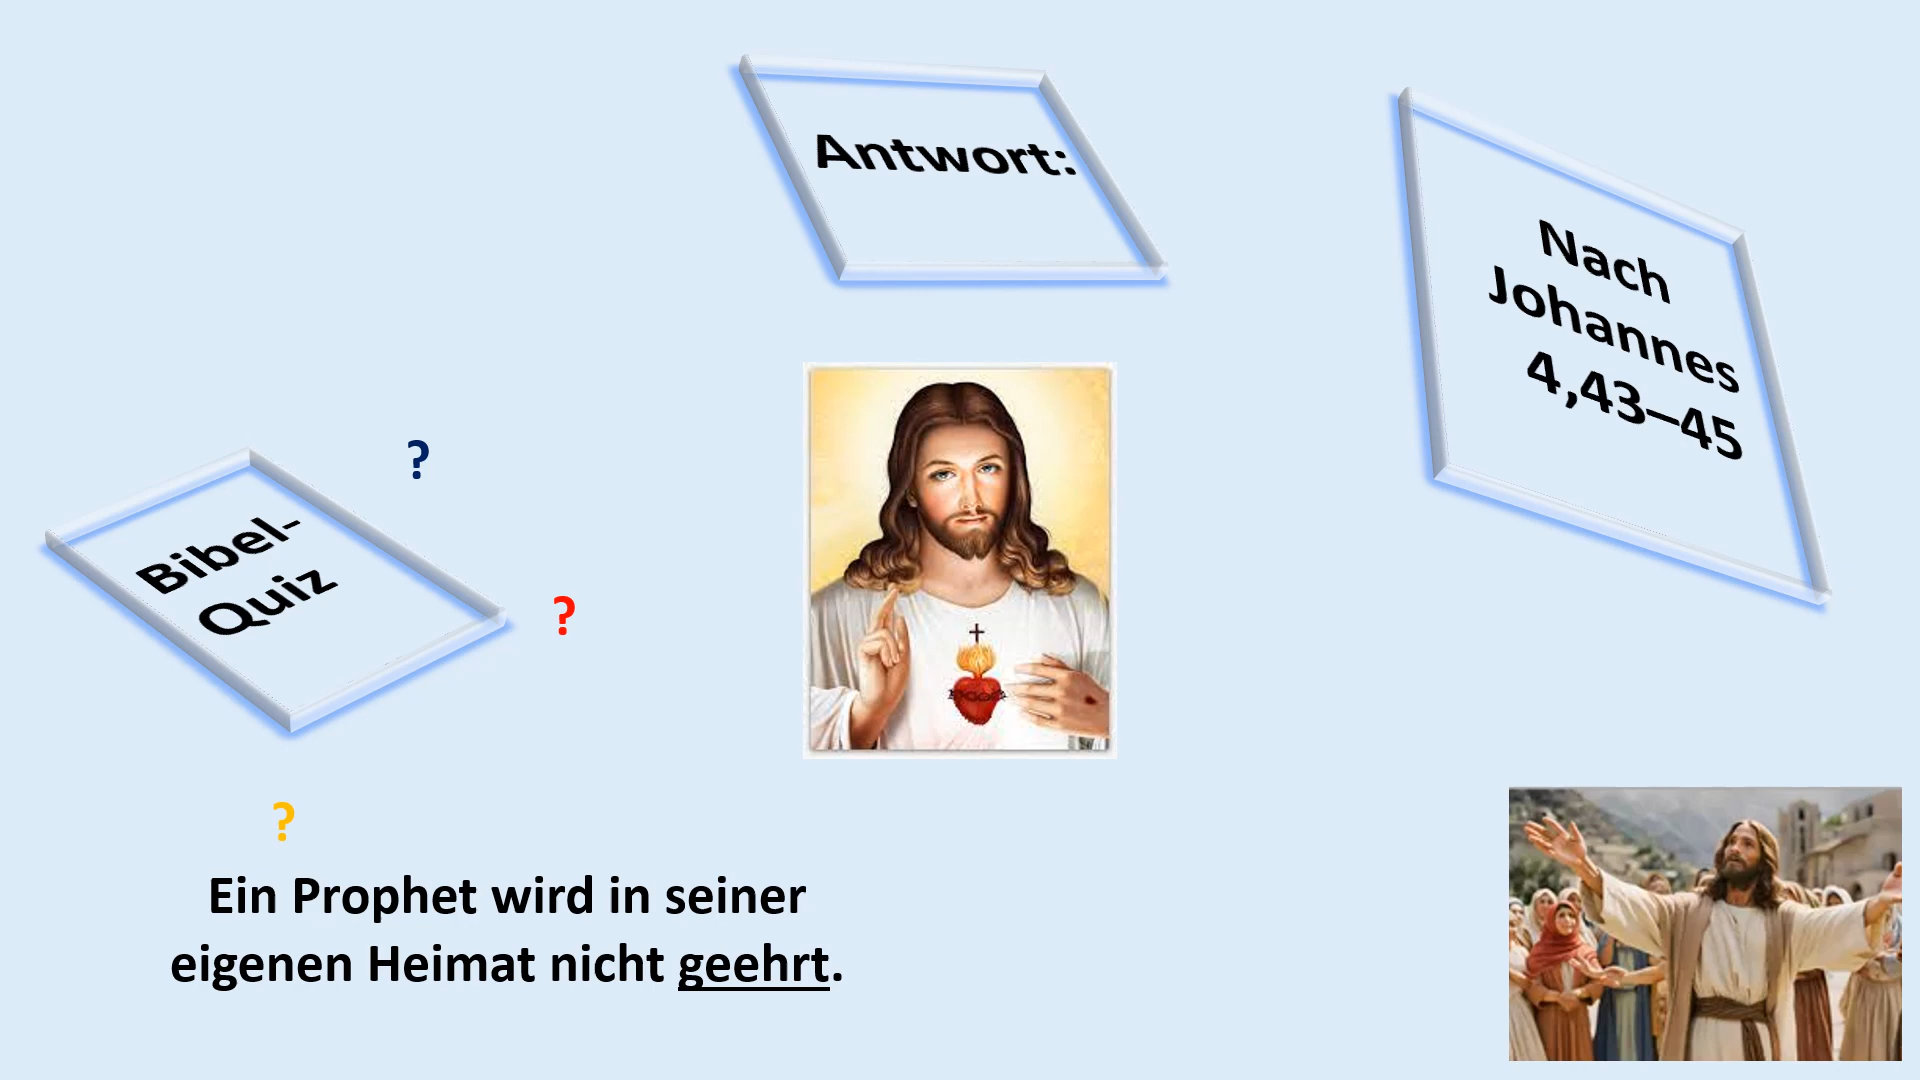 Antwort:
Nach
Johannes
4,43–45
Bibel-
Quiz
?
?
?
Ein Prophet wird in seiner
eigenen Heimat nicht geehrt.